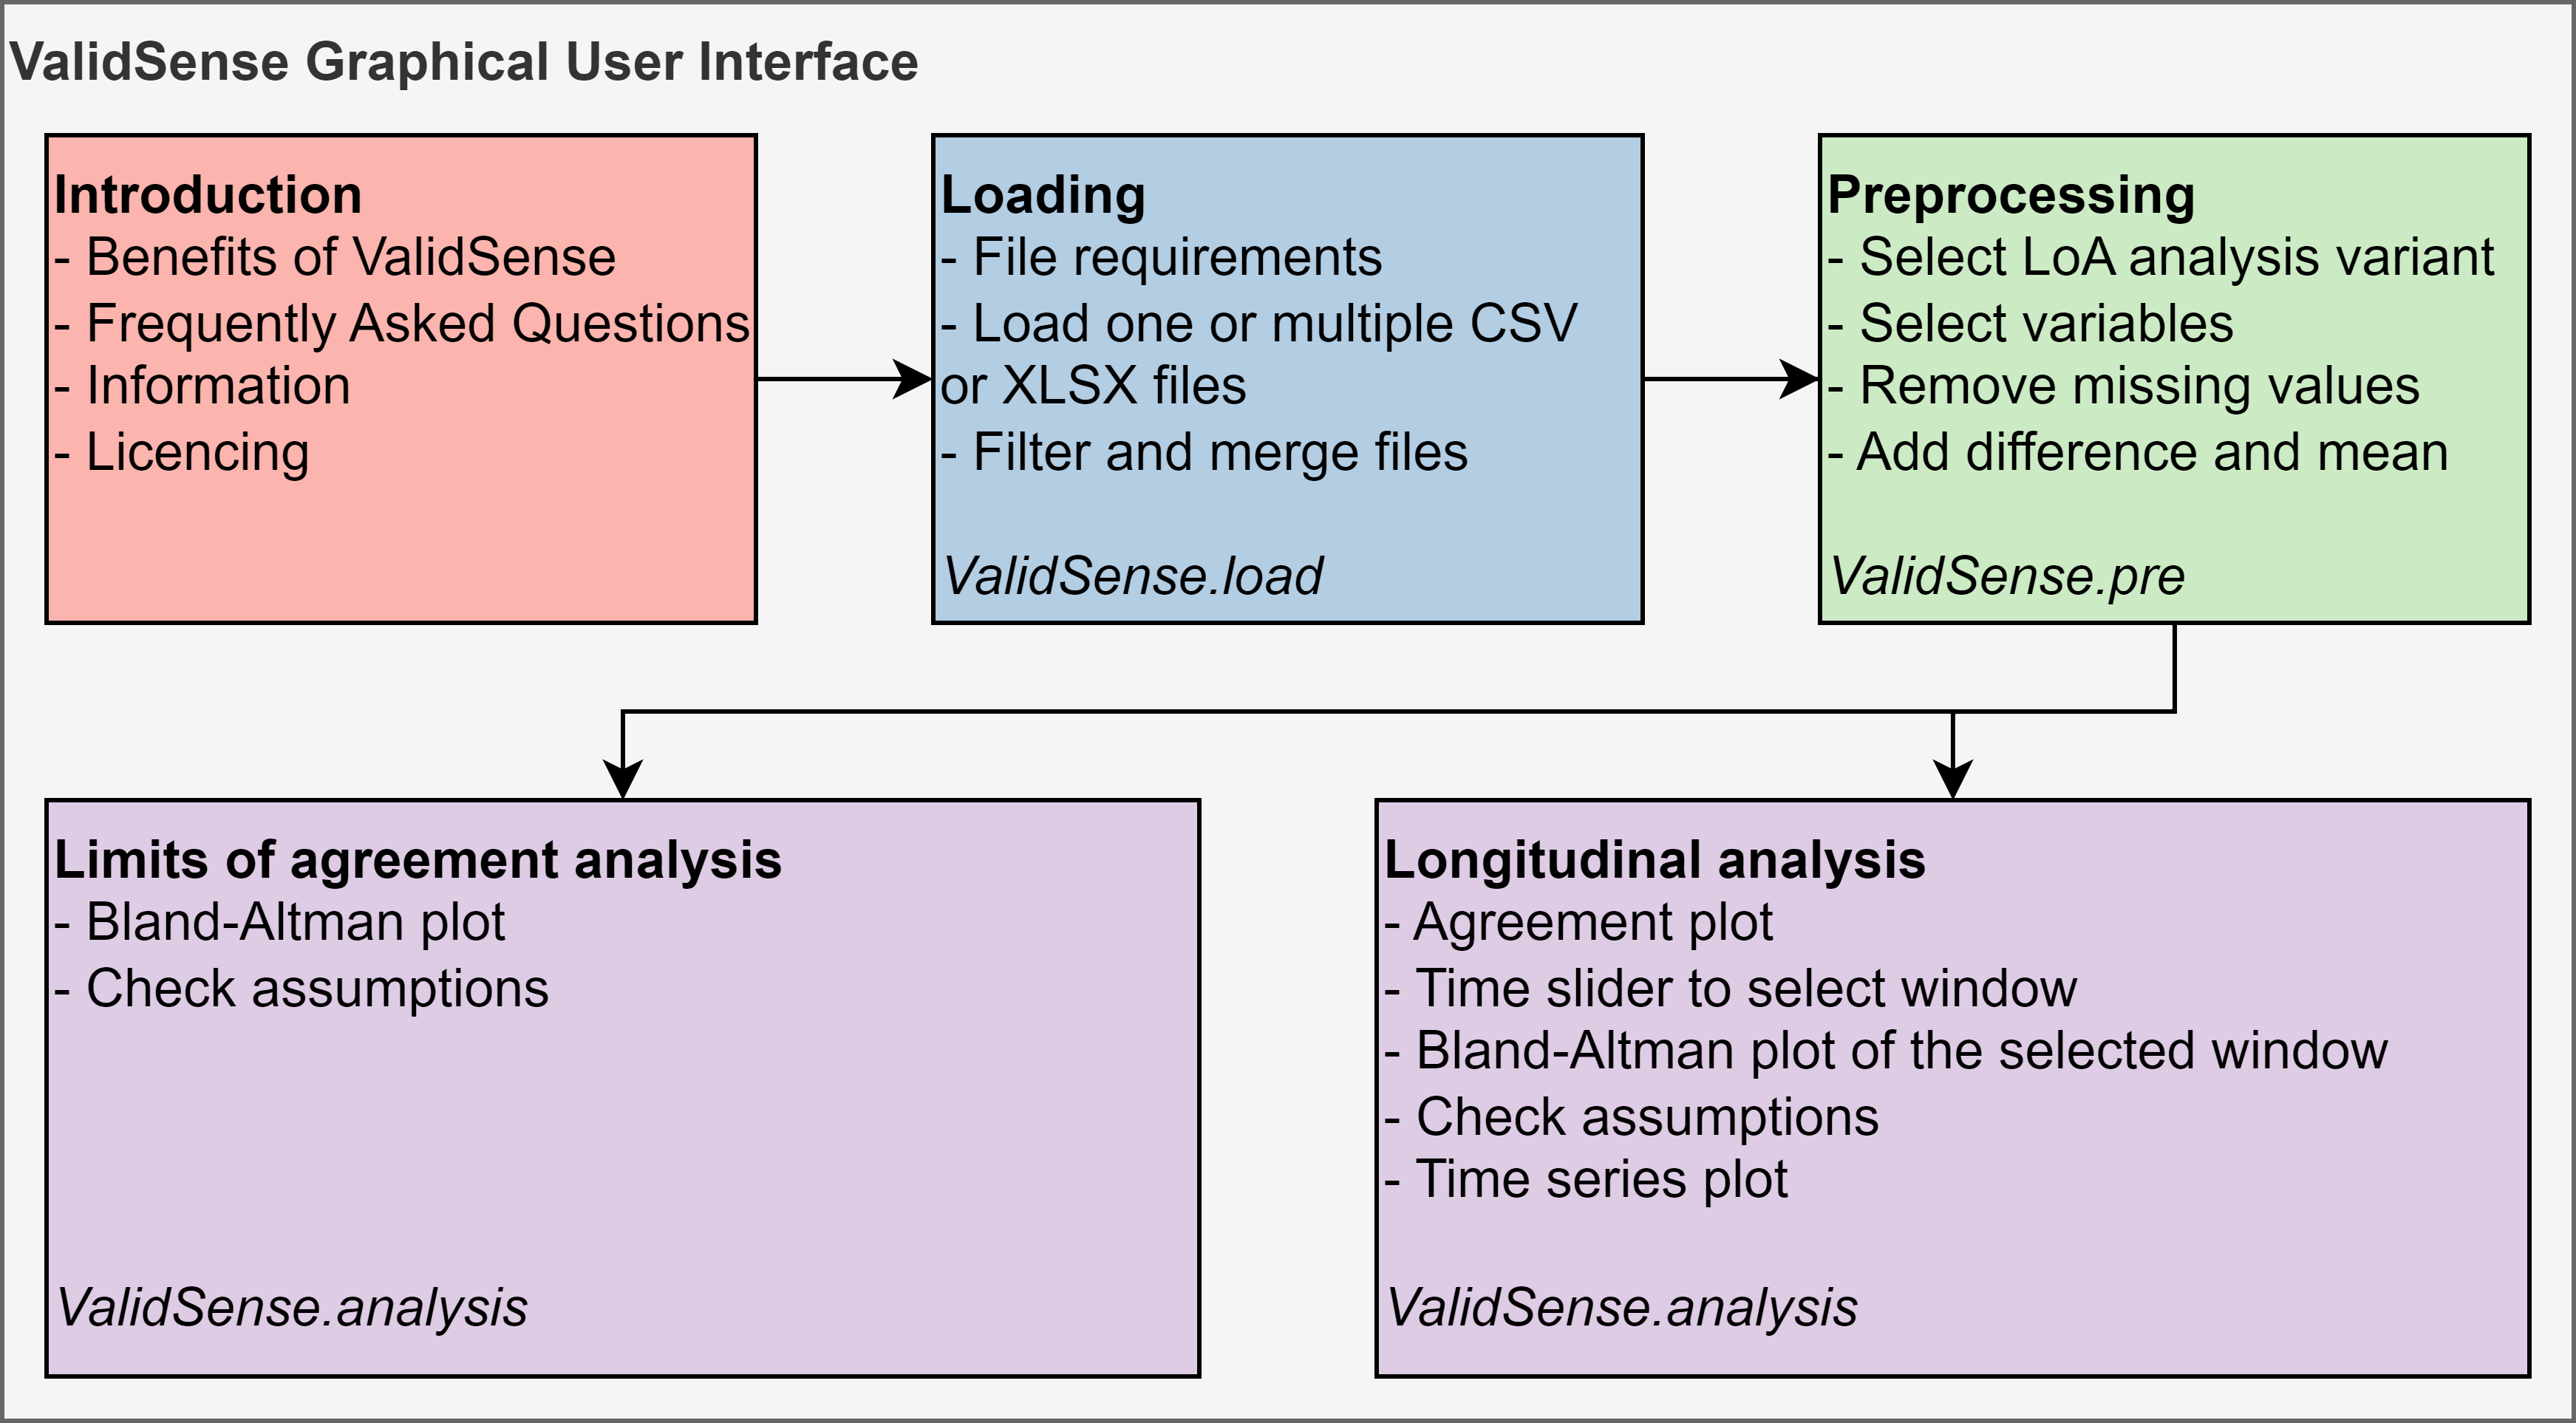 ValidSense Graphical User Interface
Introduction
- Benefits of ValidSense
- Frequently Asked Questions
- Information
- Licencing
Loading
- File requirements
- Load one or multiple CSV
or XLSX files
- Filter and merge files
ValidSense.load
Preprocessing
- Select LoA analysis variant
- Select variables
- Remove missing values
- Add difference and mean
ValidSense.pre
Limits of agreement analysis
- Bland-Altman plot
- Check assumptions
ValidSense.analysis
Longitudinal analysis
- Agreement plot
- Time slider to select window
- Bland-Altman plot of the selected window
- Check assumptions
- Time series plot
ValidSense.analysis